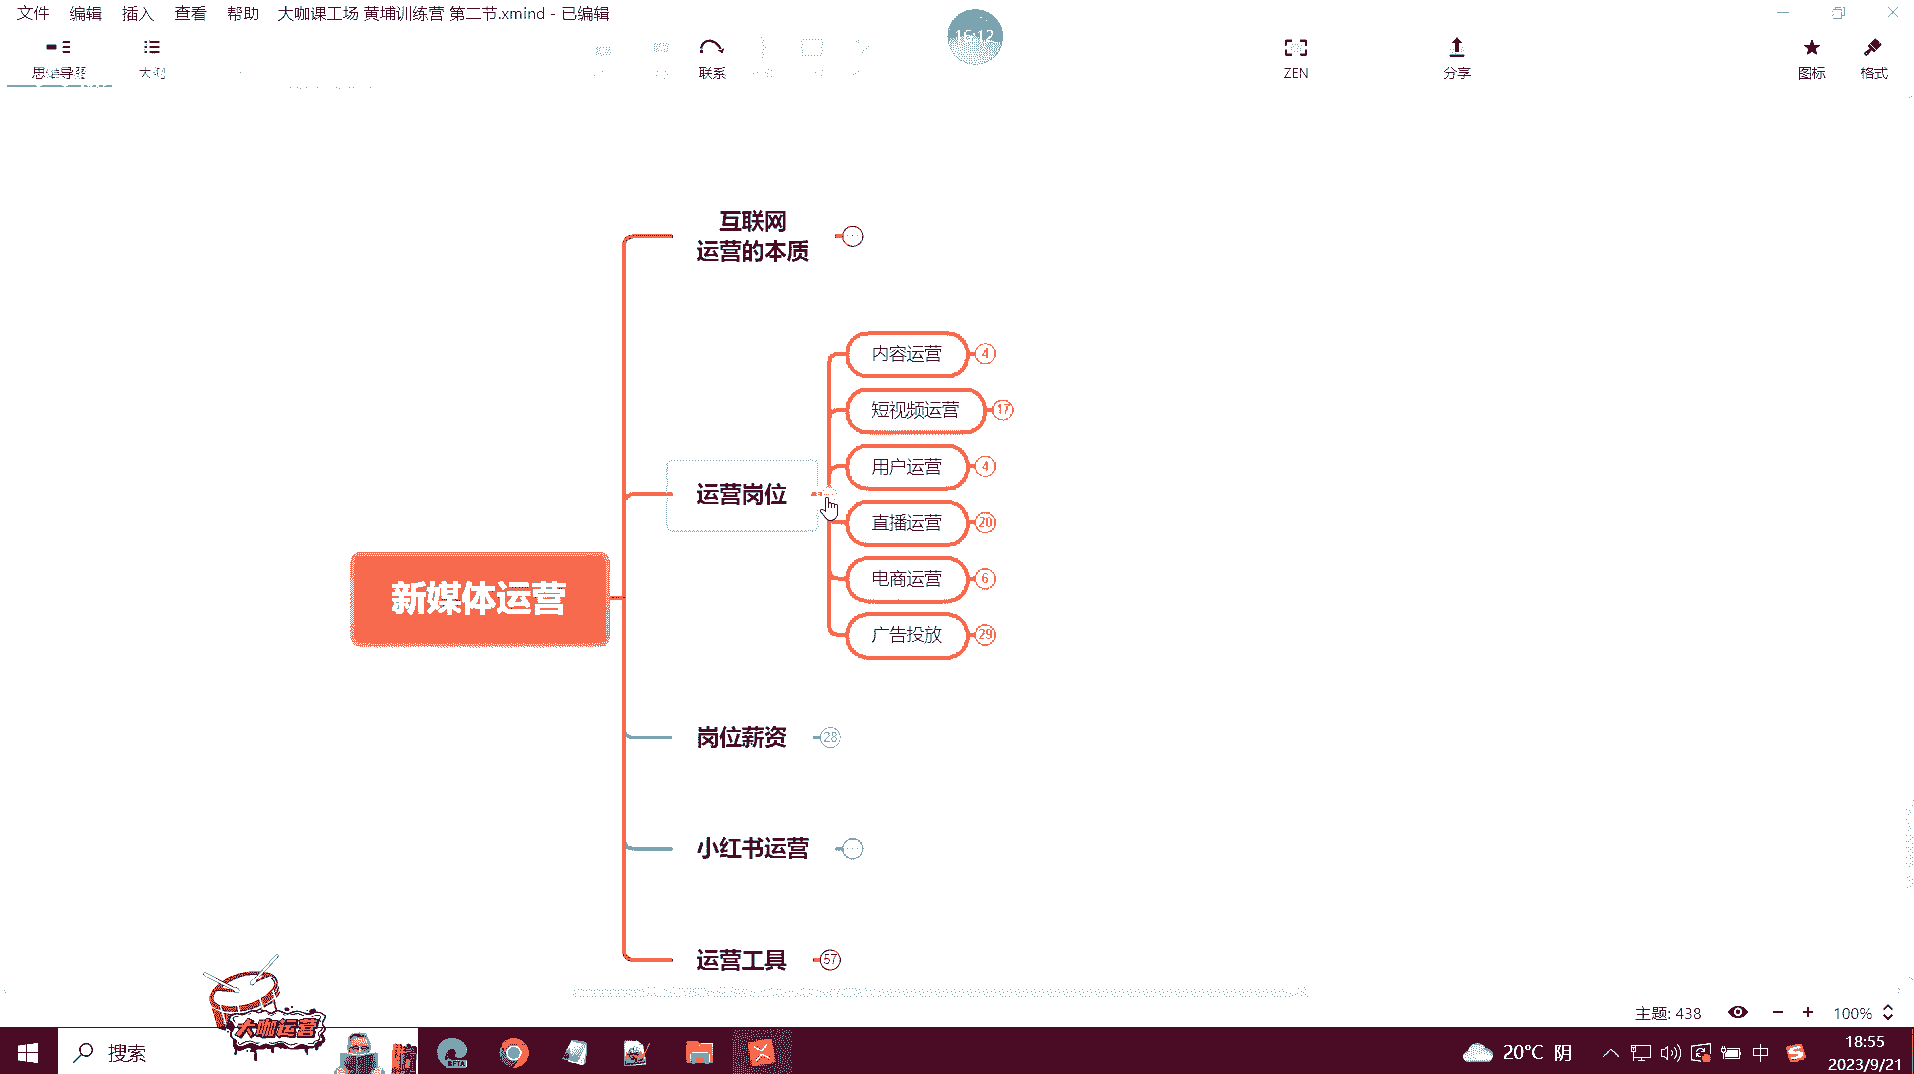 文件 编辑 插入 查看 帮助 大咖课工场 黄埔训练营 第二节.xmind - 已编辑
16:12
思维导图 联系 ZEN 分享 图标 格式
互联网
运营的本质
内容运营 4
短视频运营 17
用户运营 4
运营岗位
直播运营 20
电商运营 6
新媒体运营
广告投放 29
岗位薪资 28
小红书运营
运营工具 57
主题: 438 100%
大咖运营
搜索
BETA
20°C 阴
中
18:55
2023/9/21